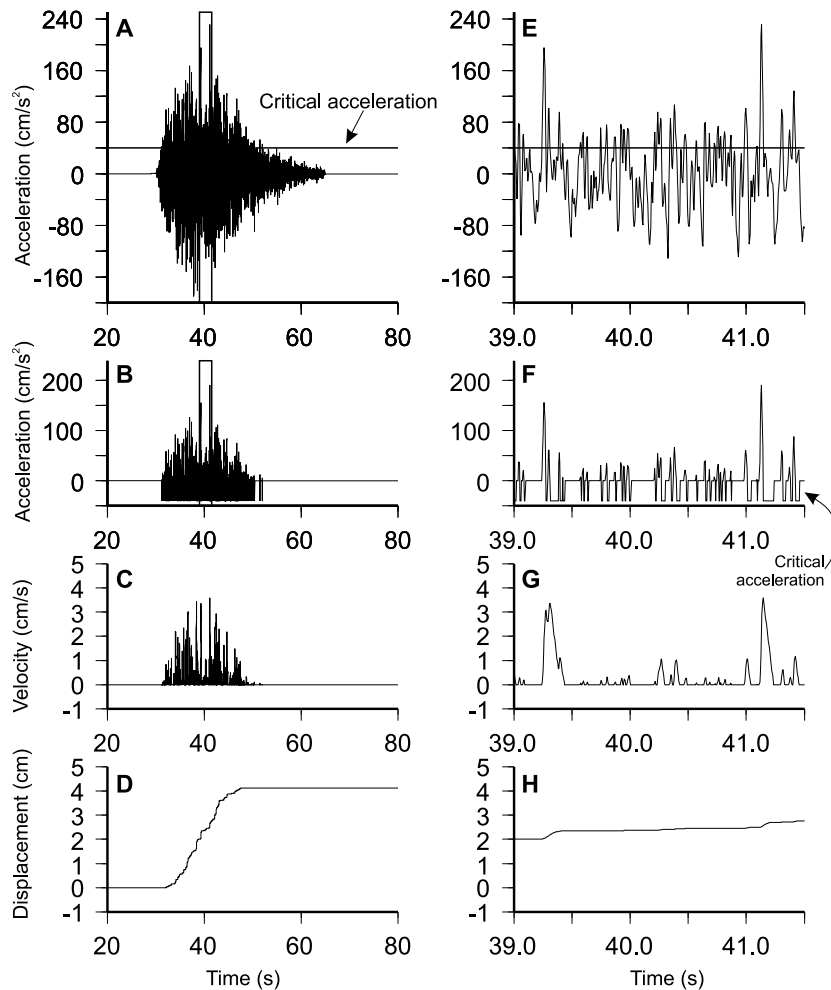 A
E
Acceleration (cm/s²)
240
160
80
0
-80
-160
Critical acceleration
20 40 60 80
240
160
80
0
-80
-160
39.0 40.0 41.0
B
F
Acceleration (cm/s²)
200
100
0
20 40 60 80
200
100
0
39.0 40.0 41.0
Critical
acceleration
C
G
Velocity (cm/s)
5
4
3
2
1
0
-1
20 40 60 80
5
4
3
2
1
0
-1
39.0 40.0 41.0
D
H
Displacement (cm)
5
4
3
2
1
0
-1
20 40 60 80
Time (s)
5
4
3
2
1
0
-1
39.0 40.0 41.0
Time (s)